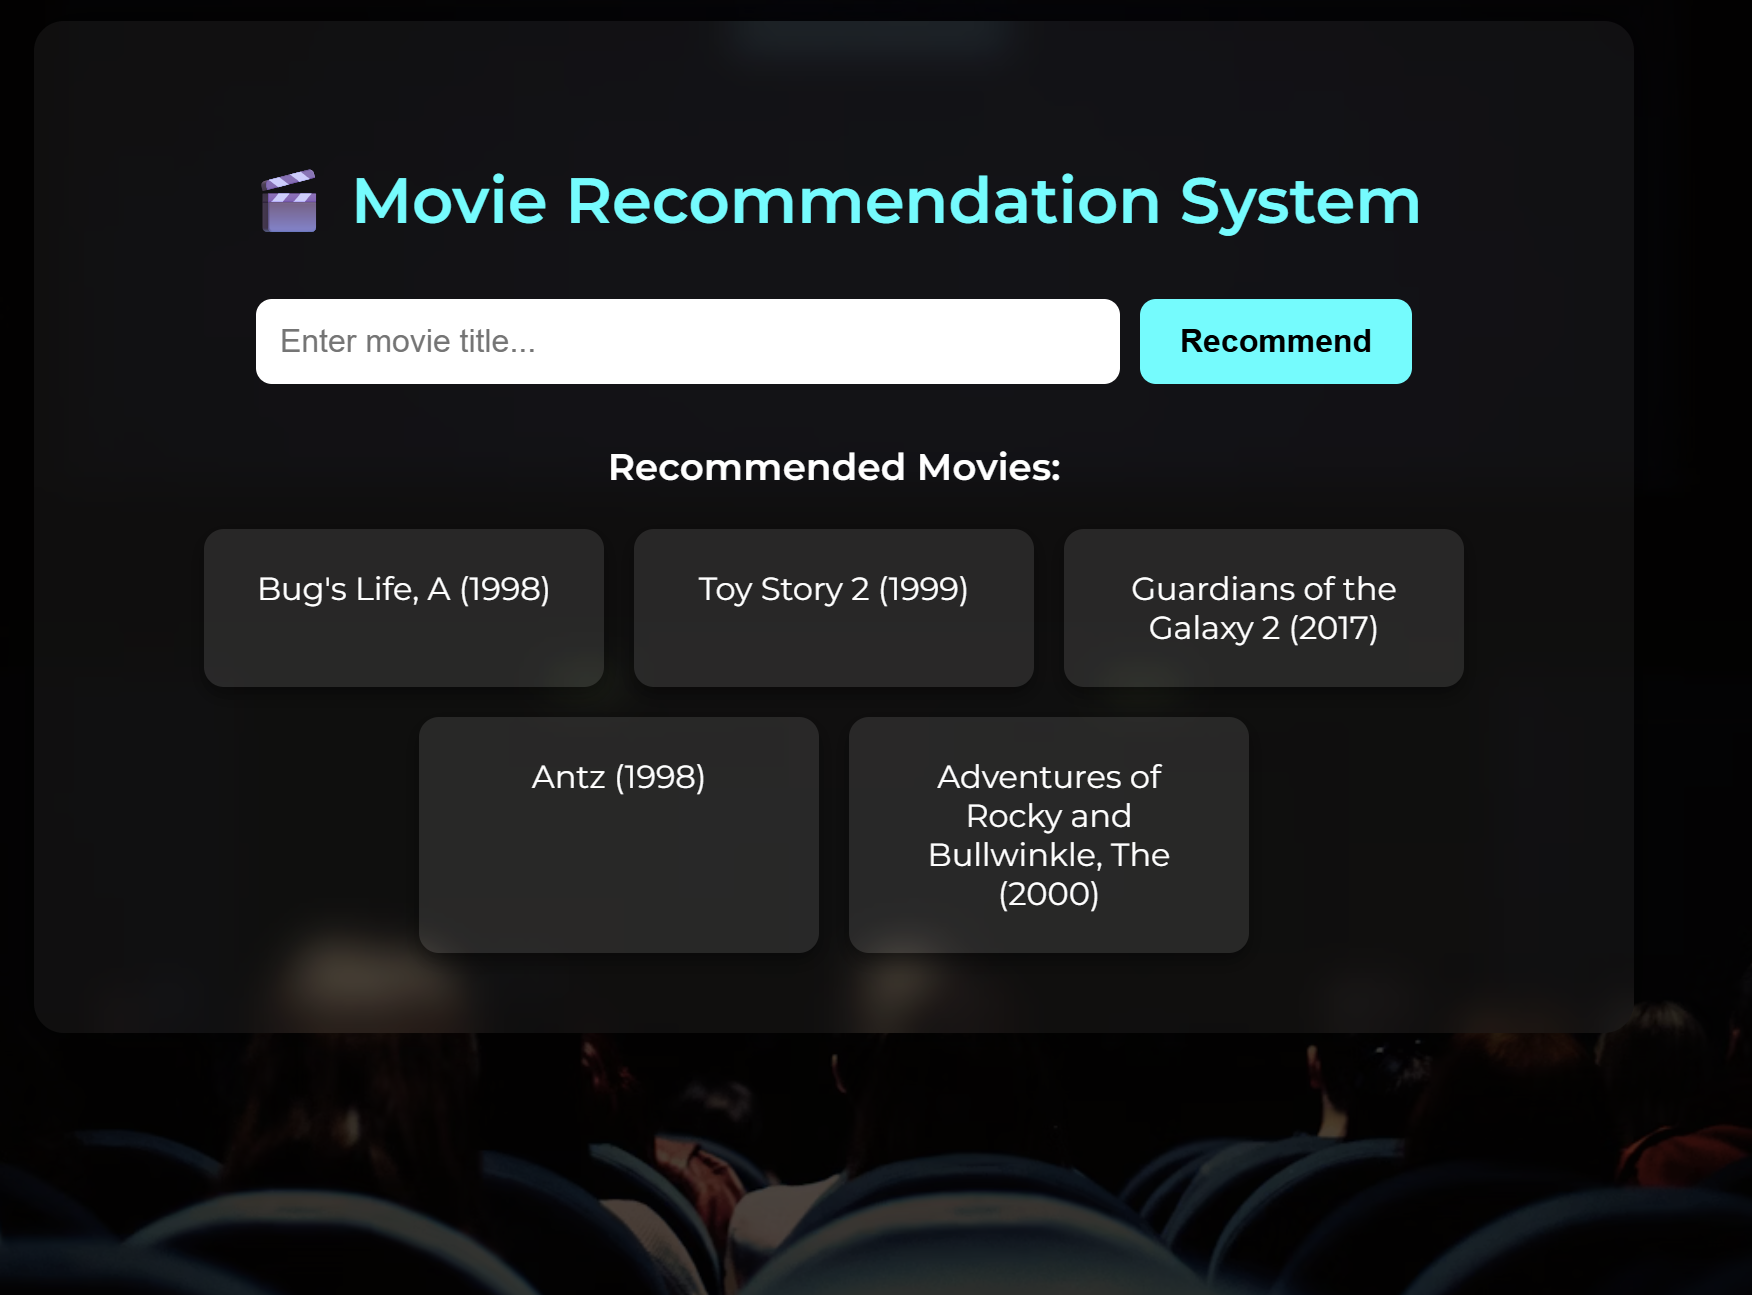 Movie Recommendation System
Enter movie title...
Recommend
Recommended Movies:
Bug's Life, A (1998)
Toy Story 2 (1999)
Guardians of the
Galaxy 2 (2017)
Antz (1998)
Adventures of
Rocky and
Bullwinkle, The
(2000)